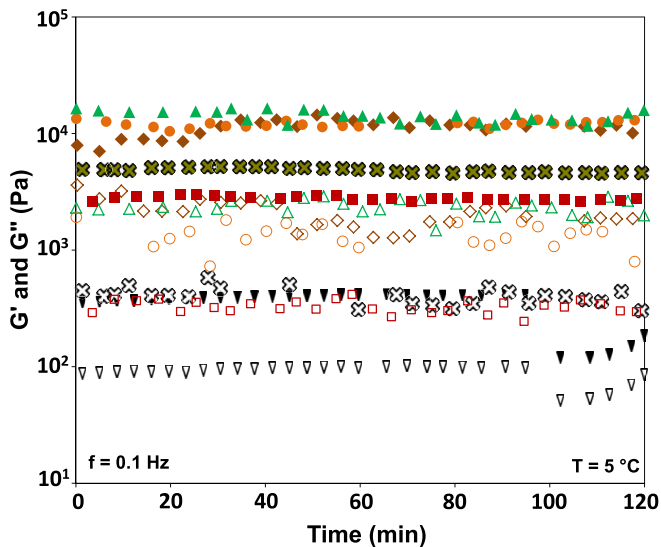 10⁵
10⁴
10³
10²
10¹
G' and G" (Pa)
f = 0.1 Hz
T = 5 °C
0 20 40 60 80 100 120
Time (min)